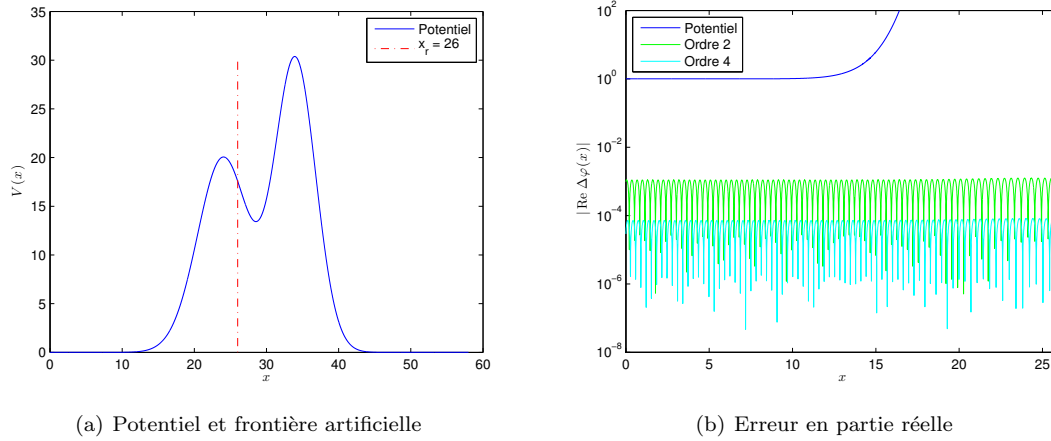 35
30
25
20
15
10
5
0
0 10 20 30 40 50 60
V(x)
x
Potentiel
x_r = 26
(a) Potentiel et frontière artificielle
10^2
10^0
10^−2
10^−4
10^−6
10^−8
0 5 10 15 20 25
|Re Δφ(x)|
x
Potentiel
Ordre 2
Ordre 4
(b) Erreur en partie réelle